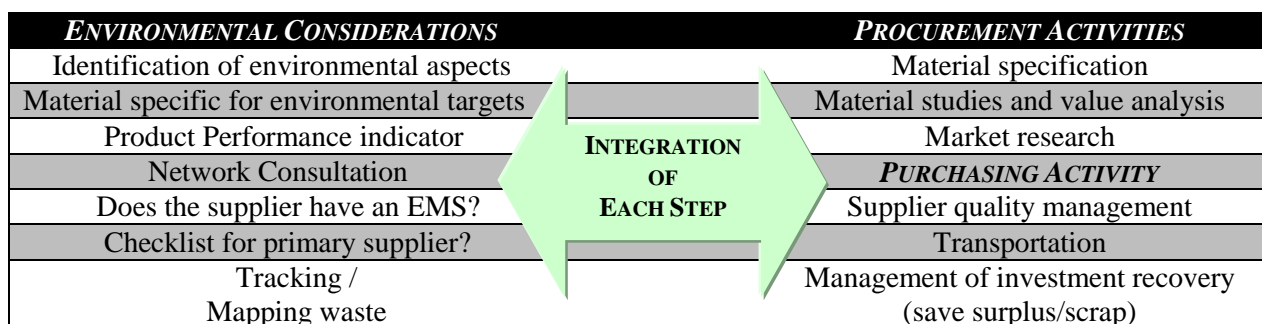 ENVIRONMENTAL CONSIDERATIONS PROCUREMENT ACTIVITIES
Identification of environmental aspects Material specification
Material specific for environmental targets Material studies and value analysis
Product Performance indicator Market research
Network Consultation PURCHASING ACTIVITY
Does the supplier have an EMS? Supplier quality management
Checklist for primary supplier? Transportation
Tracking / Management of investment recovery
Mapping waste (save surplus/scrap)
INTEGRATION
OF
EACH STEP